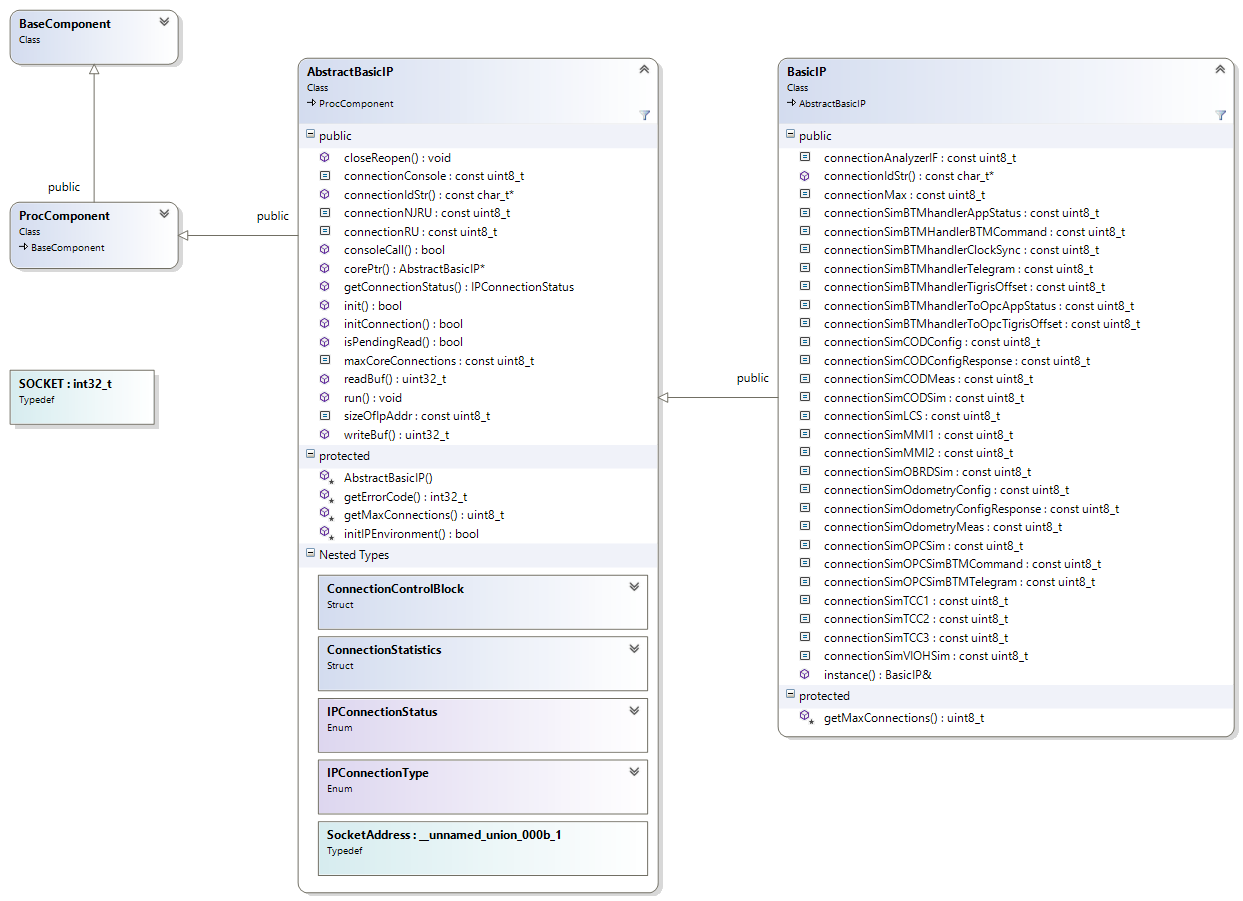 BaseComponent
Class
public
ProcComponent
Class
BaseComponent
SOCKET : int32_t
Typedef
public
AbstractBasicIP
Class
ProcComponent
public
closeReopen() : void
connectionConsole : const uint8_t
connectionIdStr() : const char_t*
connectionNJRU : const uint8_t
connectionRU : const uint8_t
consoleCall() : bool
corePtr() : AbstractBasicIP*
getConnectionStatus() : IPConnectionStatus
init() : bool
initConnection() : bool
isPendingRead() : bool
maxCoreConnections : const uint8_t
readBuf() : uint32_t
run() : void
sizeOfIpAddr : const uint8_t
writeBuf() : uint32_t
protected
AbstractBasicIP()
getErrorCode() : int32_t
getMaxConnections() : uint8_t
initIPEnvironment() : bool
Nested Types
ConnectionControlBlock
Struct
ConnectionStatistics
Struct
IPConnectionStatus
Enum
IPConnectionType
Enum
SocketAddress : __unnamed_union_000b_1
Typedef
public
BasicIP
Class
AbstractBasicIP
public
connectionAnalyzerIF : const uint8_t
connectionIdStr() : const char_t*
connectionMax : const uint8_t
connectionSimBTMhandlerAppStatus : const uint8_t
connectionSimBTMHandlerBTMCommand : const uint8_t
connectionSimBTMhandlerClockSync : const uint8_t
connectionSimBTMhandlerTelegram : const uint8_t
connectionSimBTMhandlerTigrisOffset : const uint8_t
connectionSimBTMhandlerToOpcAppStatus : const uint8_t
connectionSimBTMhandlerToOpcTigrisOffset : const uint8_t
connectionSimCODConfig : const uint8_t
connectionSimCODConfigResponse : const uint8_t
connectionSimCODMeas : const uint8_t
connectionSimCODSim : const uint8_t
connectionSimLCS : const uint8_t
connectionSimMMI1 : const uint8_t
connectionSimMMI2 : const uint8_t
connectionSimOBRDSim : const uint8_t
connectionSimOdometryConfig : const uint8_t
connectionSimOdometryConfigResponse : const uint8_t
connectionSimOdometryMeas : const uint8_t
connectionSimOPCSim : const uint8_t
connectionSimOPCSimBTMCommand : const uint8_t
connectionSimOPCSimBTMTelegram : const uint8_t
connectionSimTCC1 : const uint8_t
connectionSimTCC2 : const uint8_t
connectionSimTCC3 : const uint8_t
connectionSimVIOHSim : const uint8_t
instance() : BasicIP&
protected
getMaxConnections() : uint8_t